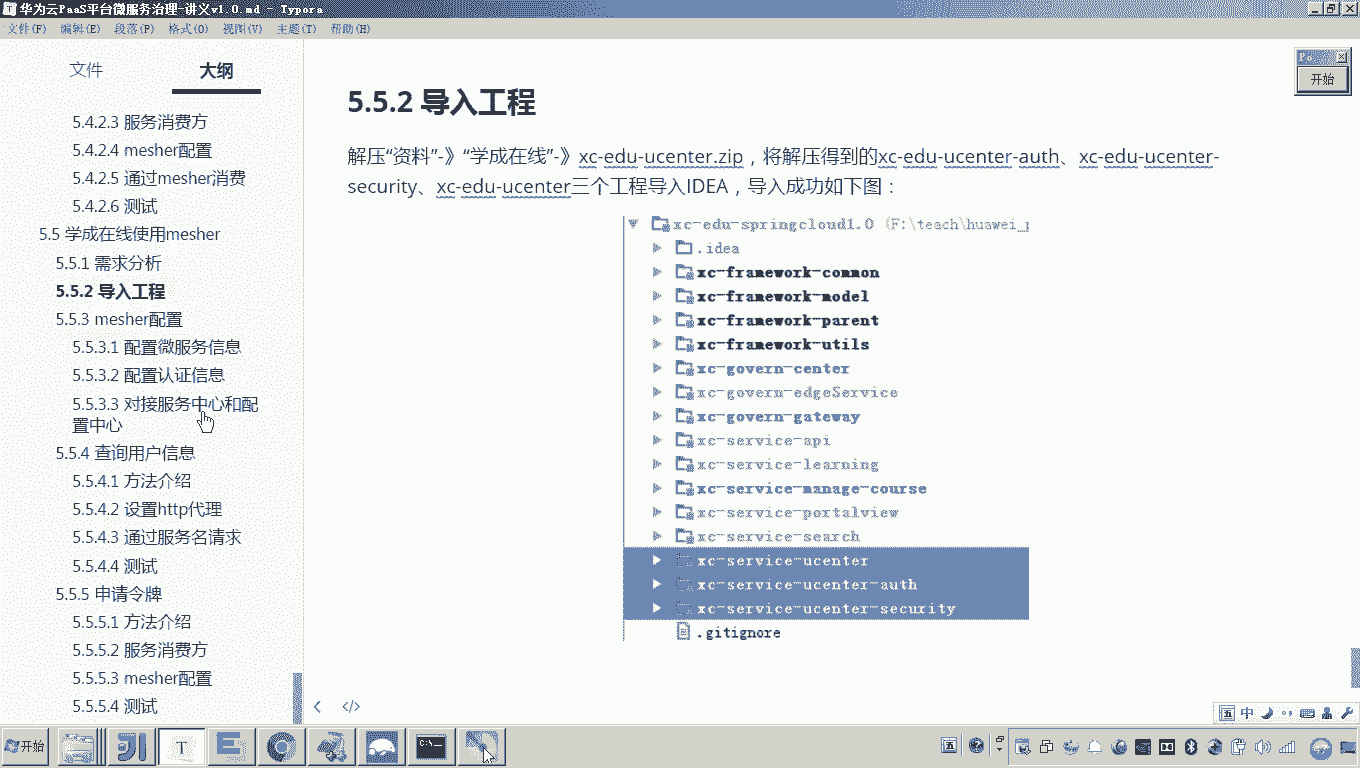 华为云PaaS平台微服务治理-讲义v1.0.md - Typora
文件(F) 编辑(E) 段落(P) 格式(O) 视图(V) 主题(T) 帮助(H)
文件 大纲
5.4.2.3 服务消费方
5.4.2.4 mesher配置
5.4.2.5 通过mesher消费
5.4.2.6 测试
5.5 学成在线使用mesher
5.5.1 需求分析
5.5.2 导入工程
5.5.3 mesher配置
5.5.3.1 配置微服务信息
5.5.3.2 配置认证信息
5.5.3.3 对接服务中心和配
置中心
5.5.4 查询用户信息
5.5.4.1 方法介绍
5.5.4.2 设置http代理
5.5.4.3 通过服务名请求
5.5.4.4 测试
5.5.5 申请令牌
5.5.5.1 方法介绍
5.5.5.2 服务消费方
5.5.5.3 mesher配置
5.5.5.4 测试
5.5.2 导入工程
解压“资料”-》“学成在线”-》xc-edu-ucenter.zip，将解压得到的xc-edu-ucenter-auth、xc-edu-ucenter-
security、xc-edu-ucenter三个工程导入IDEA，导入成功如下图：
xc-edu-springcloud1.0 (F:\teach\huawei_p
.idea
xc-framework-common
xc-framework-model
xc-framework-parent
xc-framework-utils
xc-govern-center
xc-govern-edgeService
xc-govern-gateway
xc-service-api
xc-service-learning
xc-service-manage-course
xc-service-portalview
xc-service-search
xc-service-ucenter
xc-service-ucenter-auth
xc-service-ucenter-security
.gitignore
Po
开始
</>
五 中
开始
C:\
五